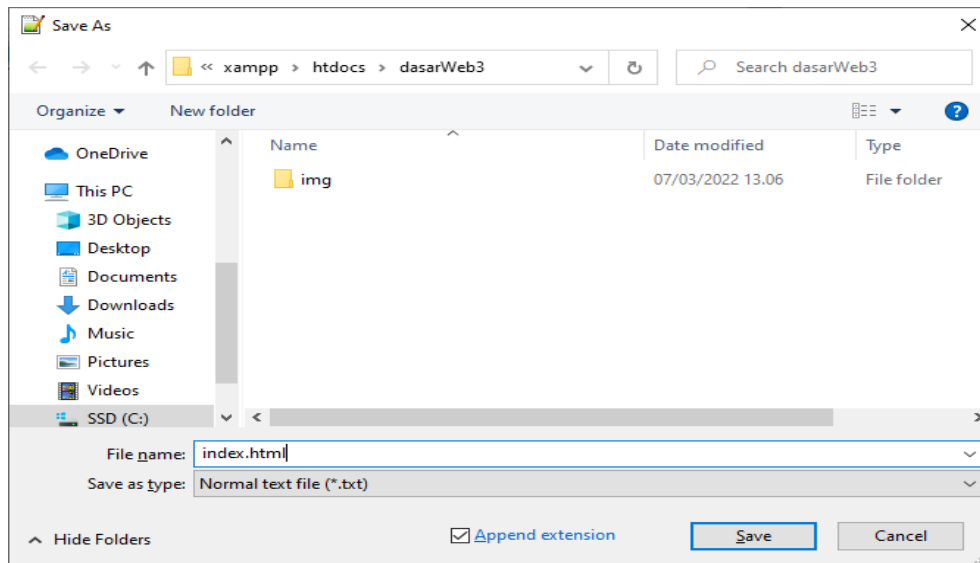 Save As
« xampp › htdocs › dasarWeb3
Search dasarWeb3
Organize
New folder
Name
Date modified
Type
OneDrive
This PC
3D Objects
Desktop
Documents
Downloads
Music
Pictures
Videos
SSD (C:)
img
07/03/2022 13.06
File folder
File name: index.html
Save as type: Normal text file (*.txt)
Hide Folders
Append extension
Save
Cancel